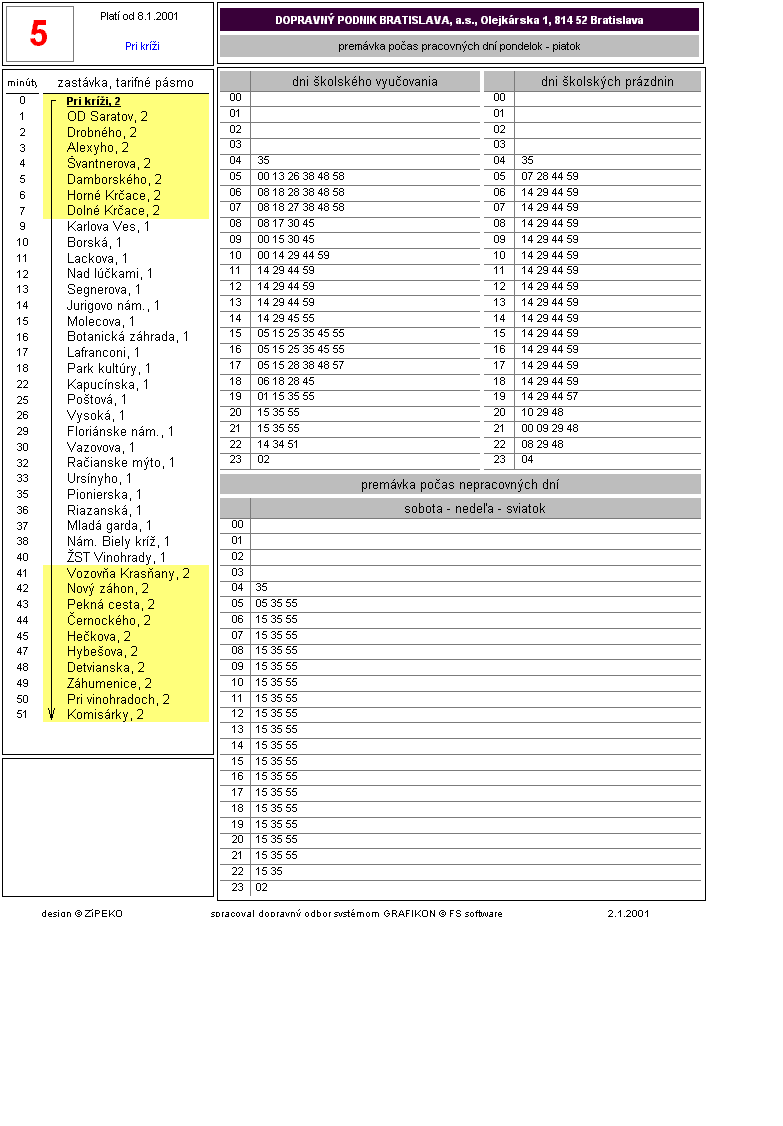 5
Platí od 8.1.2001
Pri kríži
DOPRAVNÝ PODNIK BRATISLAVA, a.s., Olejkárska 1, 814 52 Bratislava
premávka počas pracovných dní pondelok - piatok
minúty zastávka, tarifné pásmo
0 Pri kríži, 2
1 OD Saratov, 2
2 Drobného, 2
3 Alexyho, 2
4 Švantnerova, 2
5 Damborského, 2
6 Horné Krčace, 2
7 Dolné Krčace, 2
9 Karlova Ves, 1
10 Borská, 1
11 Lackova, 1
12 Nad lúčkami, 1
13 Segnerova, 1
14 Jurigovo nám., 1
15 Molecova, 1
16 Botanická záhrada, 1
17 Lafranconi, 1
18 Park kultúry, 1
22 Kapucínska, 1
25 Poštová, 1
26 Vysoká, 1
29 Floriánske nám., 1
30 Vazovova, 1
32 Račianske mýto, 1
33 Ursínyho, 1
35 Pionierska, 1
36 Riazanská, 1
37 Mladá garda, 1
38 Nám. Biely kríž, 1
40 ŽST Vinohrady, 1
41 Vozovňa Krasňany, 2
42 Nový záhon, 2
43 Pekná cesta, 2
44 Černockého, 2
45 Hečkova, 2
47 Hybešova, 2
48 Detvianska, 2
49 Záhumenice, 2
50 Pri vinohradoch, 2
51 Komisárky, 2
dni školského vyučovania
00
01
02
03
04 35
05 00 13 26 38 48 58
06 08 18 28 38 48 58
07 08 18 27 38 48 58
08 08 17 30 45
09 00 15 30 45
10 00 14 29 44 59
11 14 29 44 59
12 14 29 44 59
13 14 29 44 59
14 14 29 45 55
15 05 15 25 35 45 55
16 05 15 25 35 45 55
17 05 15 28 38 48 57
18 06 18 28 45
19 01 15 35 55
20 15 35 55
21 15 35 55
22 14 34 51
23 02
dni školských prázdnin
00
01
02
03
04 35
05 07 28 44 59
06 14 29 44 59
07 14 29 44 59
08 14 29 44 59
09 14 29 44 59
10 14 29 44 59
11 14 29 44 59
12 14 29 44 59
13 14 29 44 59
14 14 29 44 59
15 14 29 44 59
16 14 29 44 59
17 14 29 44 59
18 14 29 44 59
19 14 29 44 57
20 10 29 48
21 00 09 29 48
22 08 29 48
23 04
premávka počas nepracovných dní
sobota - nedeľa - sviatok
00
01
02
03
04 35
05 05 35 55
06 15 35 55
07 15 35 55
08 15 35 55
09 15 35 55
10 15 35 55
11 15 35 55
12 15 35 55
13 15 35 55
14 15 35 55
15 15 35 55
16 15 35 55
17 15 35 55
18 15 35 55
19 15 35 55
20 15 35 55
21 15 35 55
22 15 35
23 02
design © ZíPEKO
spracoval dopravný odbor systémom GRAFIKON © FS software
2.1.2001